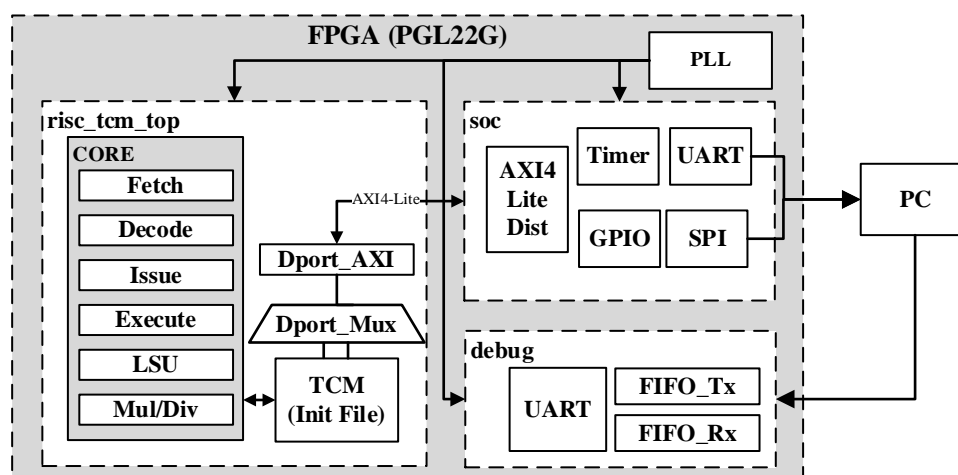 FPGA (PGL22G)
PLL
risc_tcm_top
CORE
Fetch
Decode
Issue
Execute
LSU
Mul/Div
AXI4-Lite
Dport_AXI
Dport_Mux
TCM
(Init File)
soc
AXI4
Lite
Dist
Timer
UART
GPIO
SPI
PC
debug
UART
FIFO_Tx
FIFO_Rx